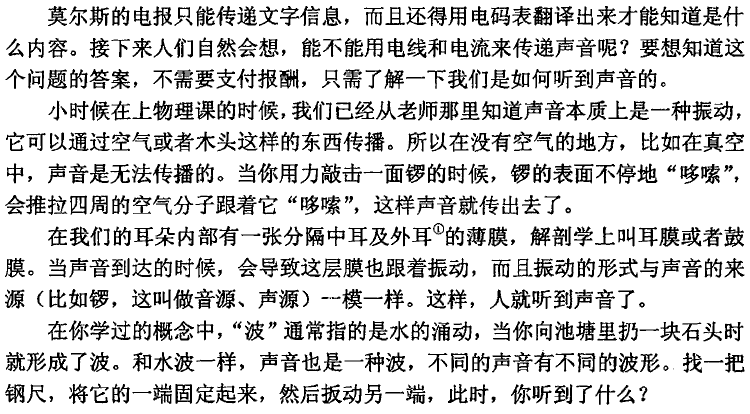 莫尔斯的电报只能传递文字信息，而且还得用电码表翻译出来才能知道是什
么内容。接下来人们自然会想，能不能用电线和电流来传递声音呢？要想知道这
个问题的答案，不需要支付报酬，只需了解一下我们是如何听到声音的。
小时候在上物理课的时候，我们已经从老师那里知道声音本质上是一种振动，
它可以通过空气或者木头这样的东西传播。所以在没有空气的地方，比如在真空
中，声音是无法传播的。当你用力敲击一面锣的时候，锣的表面不停地“哆嗦”，
会推拉四周的空气分子跟着它“哆嗦”，这样声音就传出去了。
在我们的耳朵内部有一张分隔中耳及外耳①的薄膜，解剖学上叫耳膜或者鼓
膜。当声音到达的时候，会导致这层膜也跟着振动，而且振动的形式与声音的来
源（比如锣，这叫做音源、声源）一模一样。这样，人就听到声音了。
在你学过的概念中，“波”通常指的是水的涌动，当你向池塘里扔一块石头时
就形成了波。和水波一样，声音也是一种波，不同的声音有不同的波形。找一把
钢尺，将它的一端固定起来，然后扳动另一端，此时，你听到了什么？